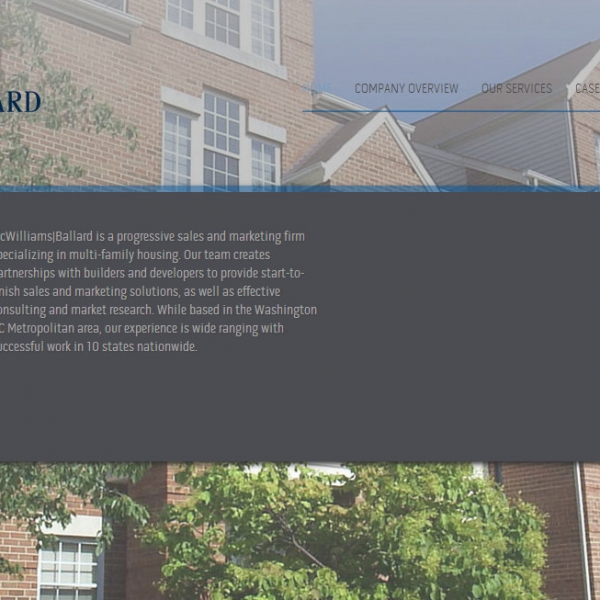 ARD
HOME COMPANY OVERVIEW OUR SERVICES CASE
cWilliams|Ballard is a progressive sales and marketing firm
pecializing in multi-family housing. Our team creates
artnerships with builders and developers to provide start-to-
nish sales and marketing solutions, as well as effective
onsulting and market research. While based in the Washington
C Metropolitan area, our experience is wide ranging with
uccessful work in 10 states nationwide.